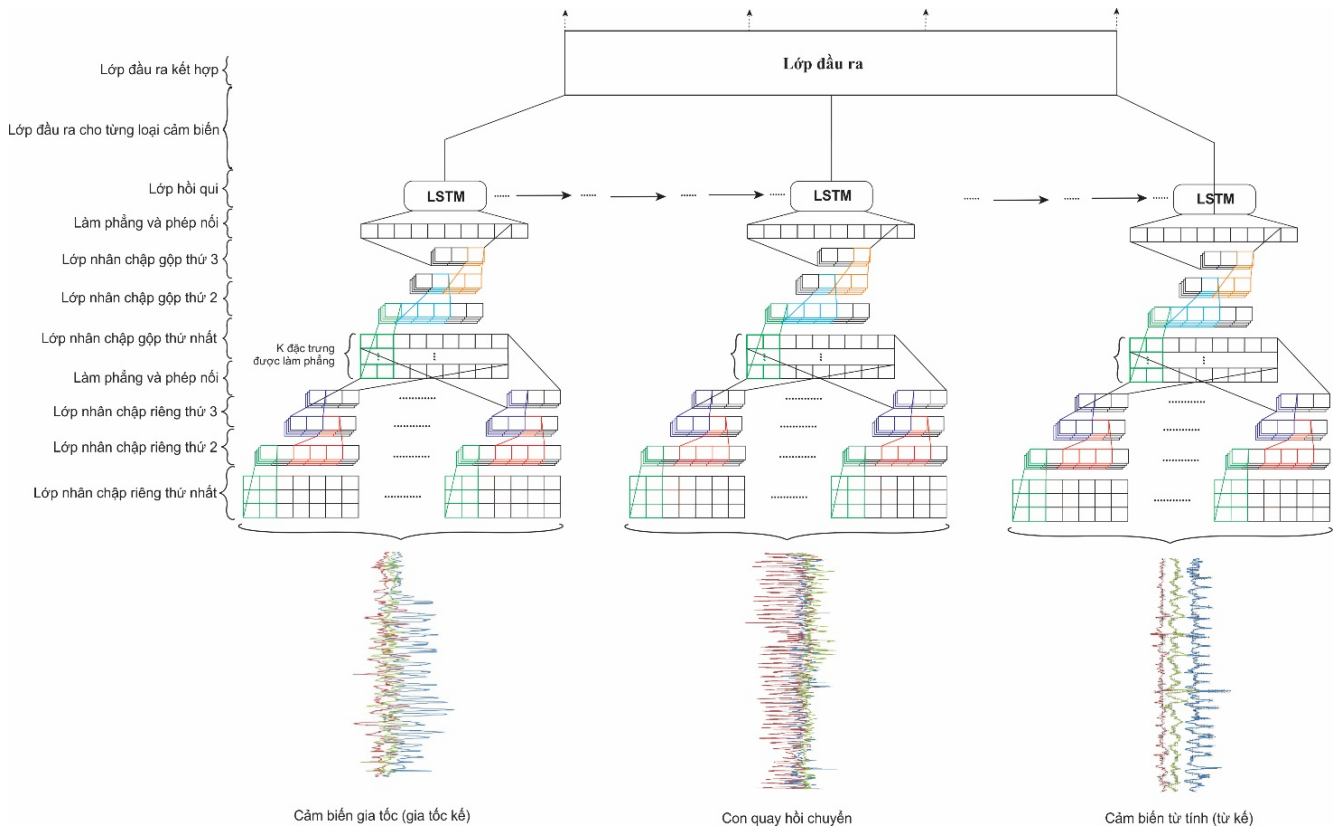 Lớp đầu ra
Lớp đầu ra kết hợp
Lớp đầu ra cho từng loại cảm biến
Lớp hồi qui
LSTM
LSTM
LSTM
Làm phẳng và phép nối
Lớp nhân chập gộp thứ 3
Lớp nhân chập gộp thứ 2
Lớp nhân chập gộp thứ nhất
K đặc trưng
được làm phẳng
Làm phẳng và phép nối
Lớp nhân chập riêng thứ 3
Lớp nhân chập riêng thứ 2
Lớp nhân chập riêng thứ nhất
Cảm biến gia tốc (gia tốc kế)
Con quay hồi chuyển
Cảm biến từ tính (từ kế)